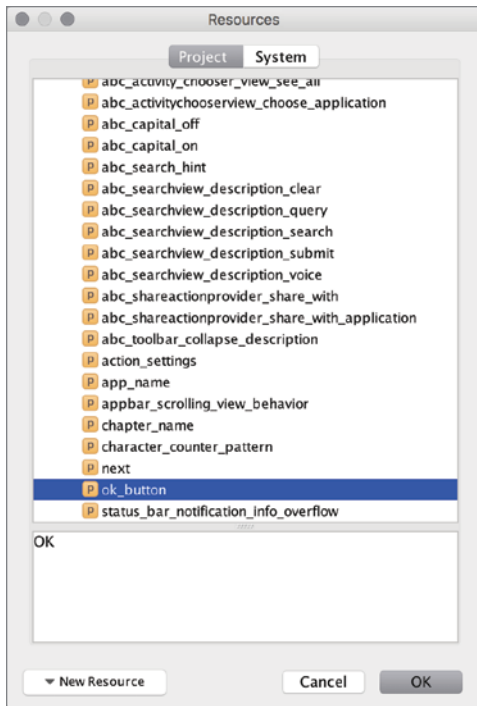 Resources
Project System
abc_activity_chooser_view_see_all
P abc_activitychooserview_choose_application
P abc_capital_off
P abc_capital_on
P abc_search_hint
P abc_searchview_description_clear
P abc_searchview_description_query
P abc_searchview_description_search
P abc_searchview_description_submit
P abc_searchview_description_voice
P abc_shareactionprovider_share_with
P abc_shareactionprovider_share_with_application
P abc_toolbar_collapse_description
P action_settings
P app_name
P appbar_scrolling_view_behavior
P chapter_name
P character_counter_pattern
P next
P ok_button
P status_bar_notification_info_overflow
OK
New Resource Cancel OK